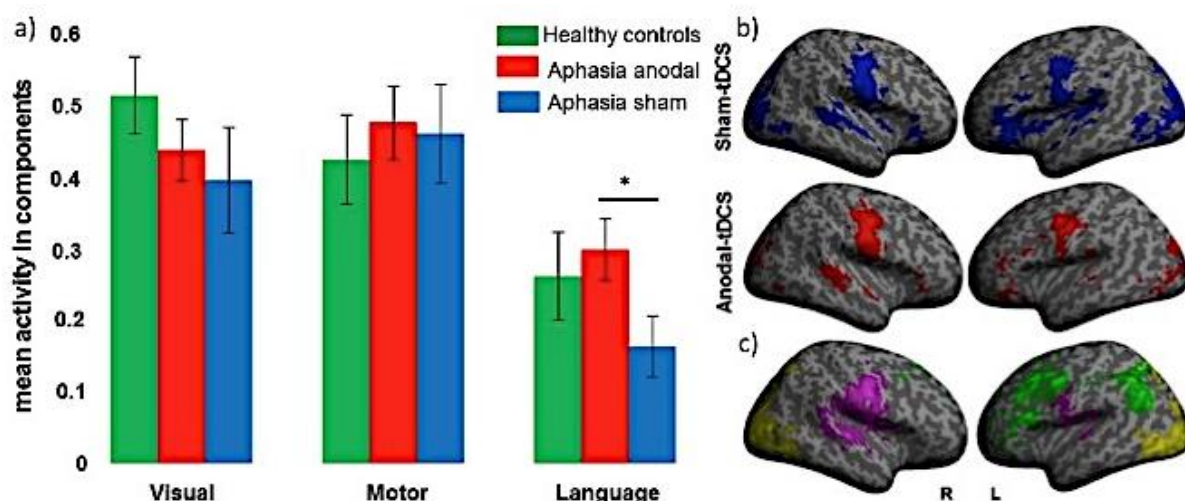 a)
0.6
0.5
0.4
0.3
0.2
0.1
0
mean activity in components
Healthy controls
Aphasia anodal
Aphasia sham
*
Visual
Motor
Language
b)
Sham-tDCS
Anodal-tDCS
c)
R L